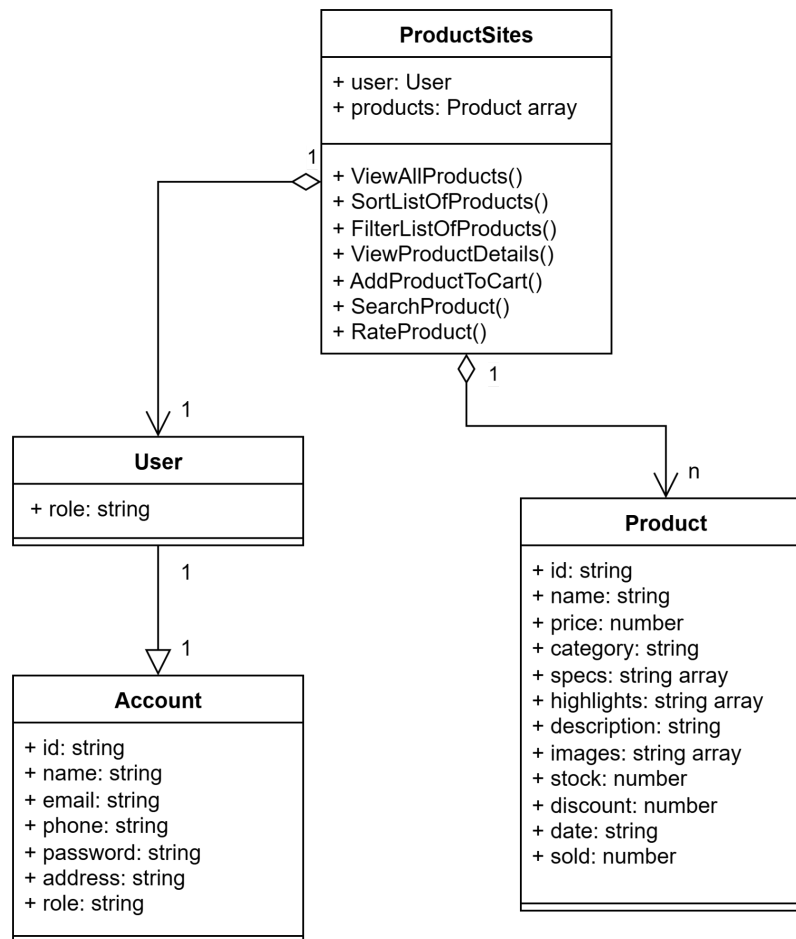 ProductSites
+ user: User
+ products: Product array
1
+ ViewAllProducts()
+ SortListOfProducts()
+ FilterListOfProducts()
+ ViewProductDetails()
+ AddProductToCart()
+ SearchProduct()
+ RateProduct()
1
1
User
+ role: string
1
1
Account
+ id: string
+ name: string
+ email: string
+ phone: string
+ password: string
+ address: string
+ role: string
n
Product
+ id: string
+ name: string
+ price: number
+ category: string
+ specs: string array
+ highlights: string array
+ description: string
+ images: string array
+ stock: number
+ discount: number
+ date: string
+ sold: number